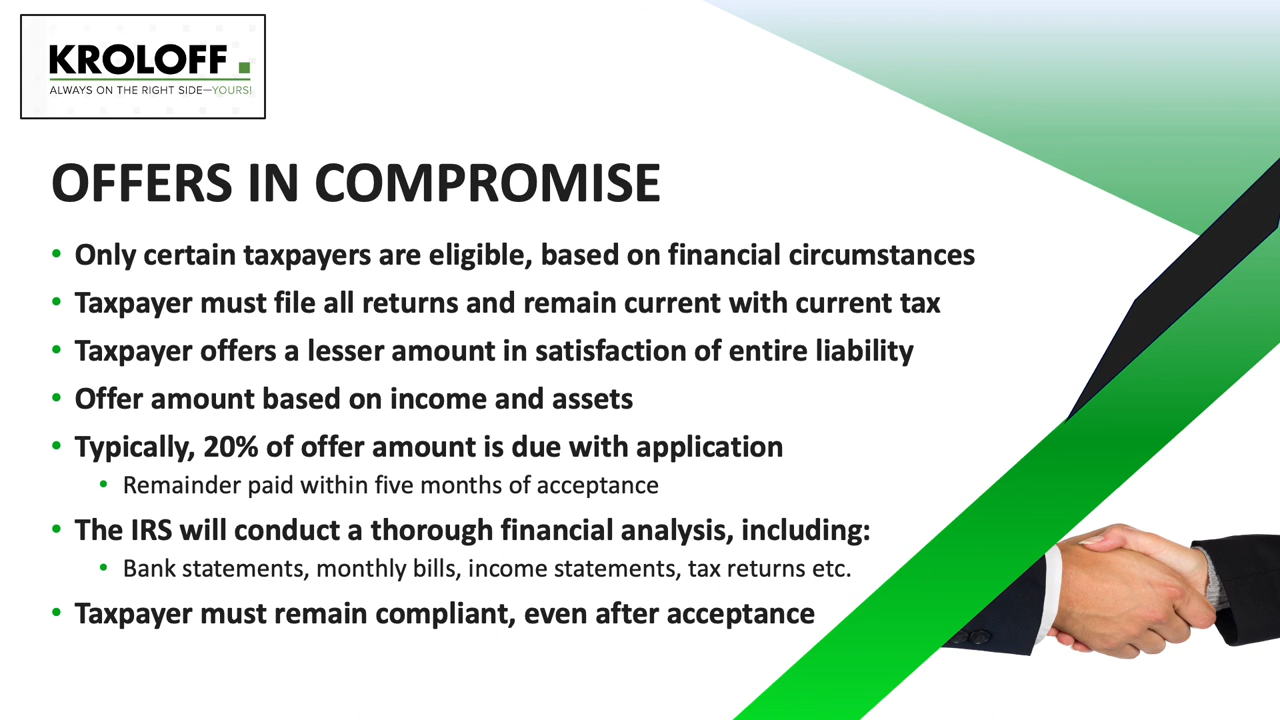 KROLOFF
ALWAYS ON THE RIGHT SIDE—YOURS!
OFFERS IN COMPROMISE
• Only certain taxpayers are eligible, based on financial circumstances
• Taxpayer must file all returns and remain current with current tax
• Taxpayer offers a lesser amount in satisfaction of entire liability
• Offer amount based on income and assets
• Typically, 20% of offer amount is due with application
• Remainder paid within five months of acceptance
• The IRS will conduct a thorough financial analysis, including:
• Bank statements, monthly bills, income statements, tax returns etc.
• Taxpayer must remain compliant, even after acceptance